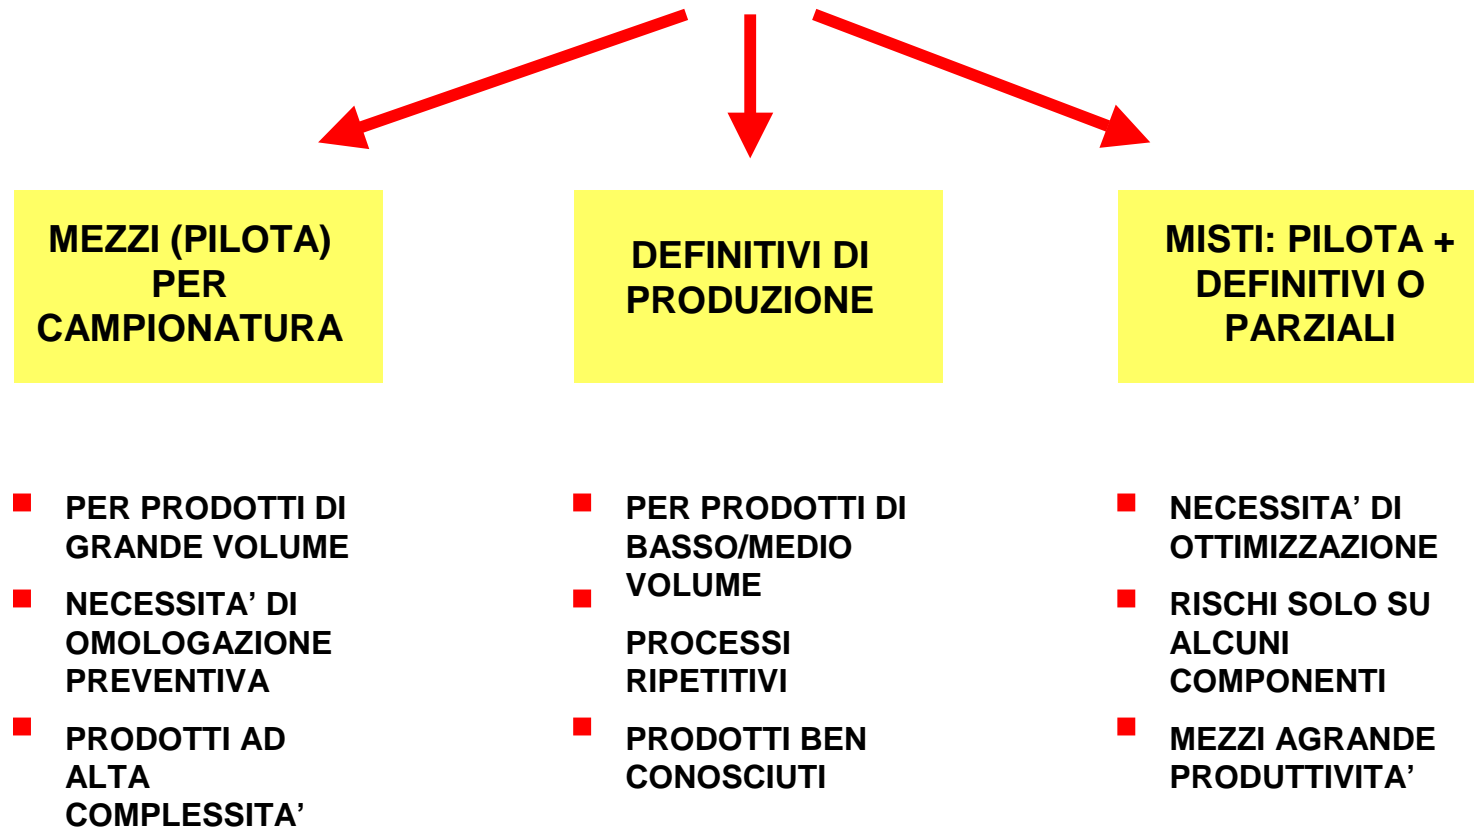 MEZZI (PILOTA)
PER
CAMPIONATURA
DEFINITIVI DI
PRODUZIONE
MISTI: PILOTA +
DEFINITIVI O
PARZIALI
PER PRODOTTI DI
GRANDE VOLUME
NECESSITA’ DI
OMOLOGAZIONE
PREVENTIVA
PRODOTTI AD
ALTA
COMPLESSITA’
PER PRODOTTI DI
BASSO/MEDIO
VOLUME
PROCESSI
RIPETITIVI
PRODOTTI BEN
CONOSCIUTI
NECESSITA’ DI
OTTIMIZZAZIONE
RISCHI SOLO SU
ALCUNI
COMPONENTI
MEZZI AGRANDE
PRODUTTIVITA’